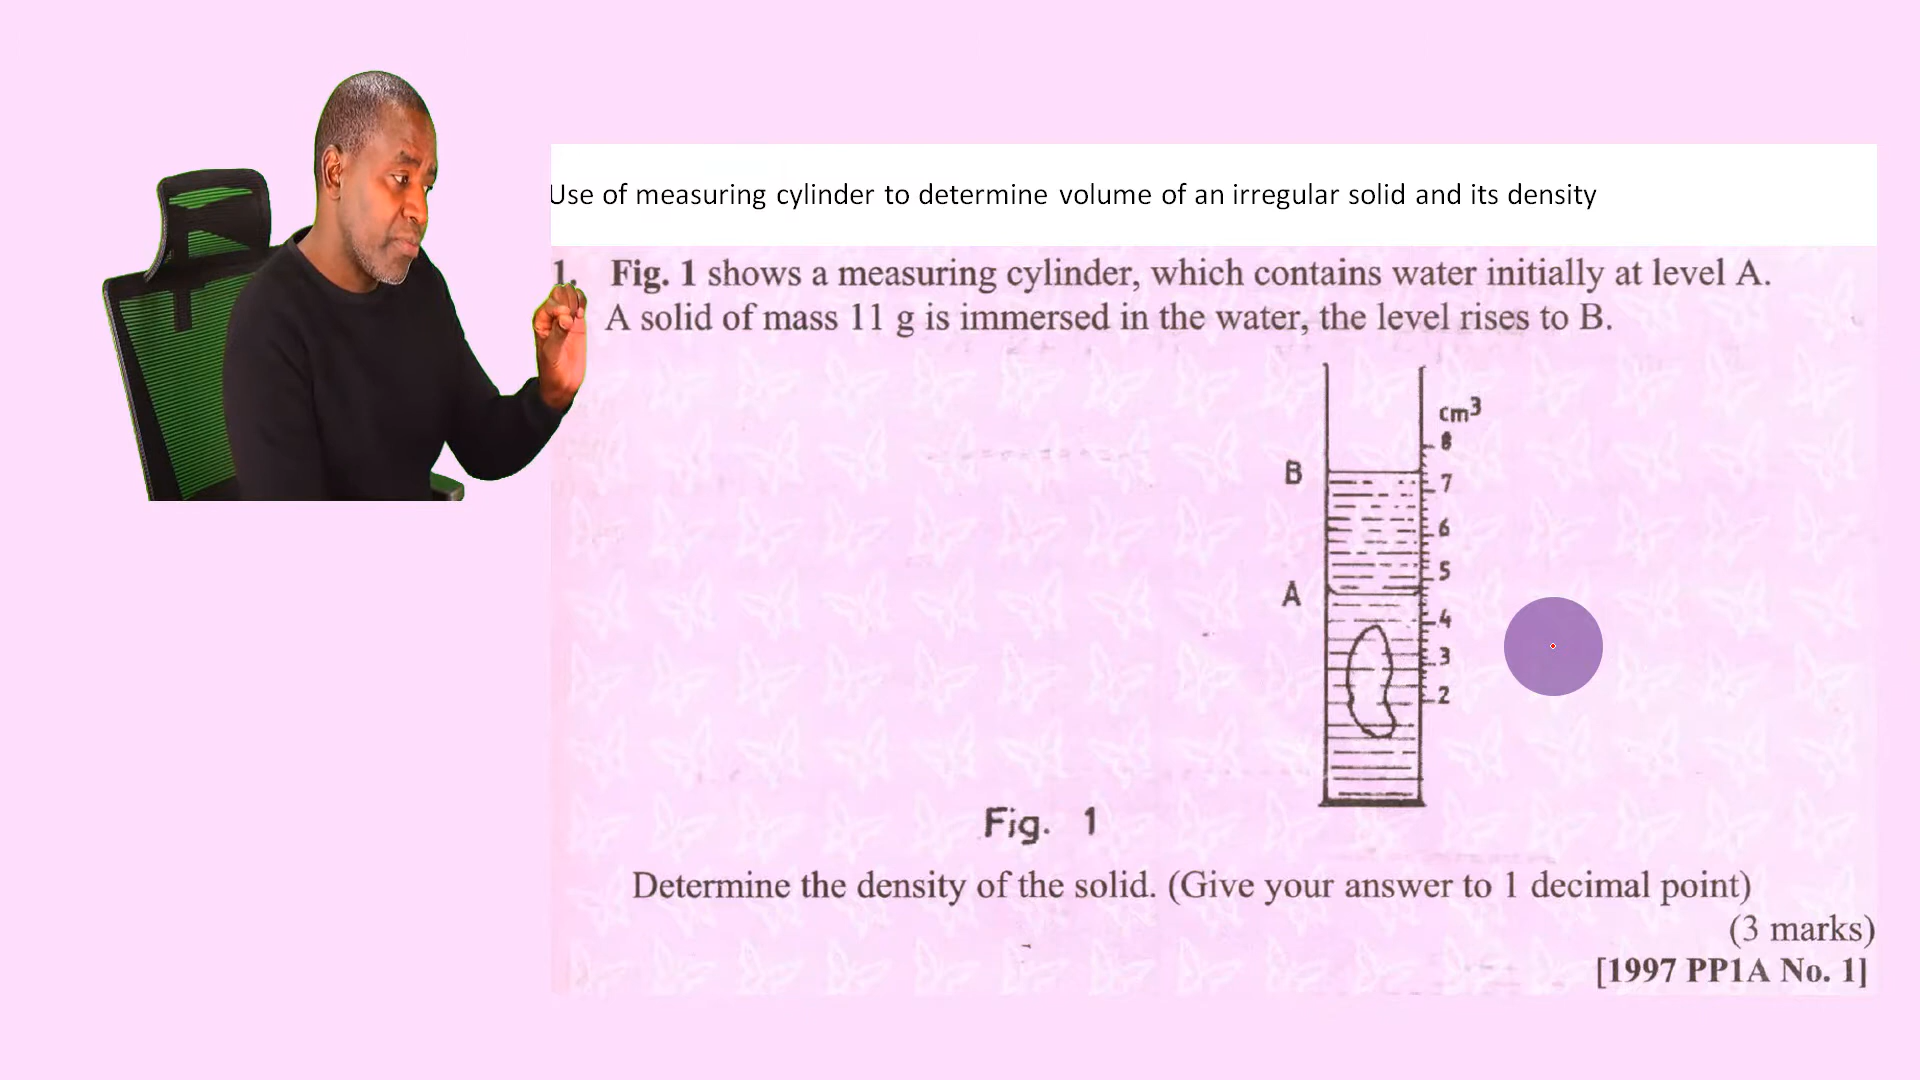 Use of measuring cylinder to determine volume of an irregular solid and its density
1. Fig. 1 shows a measuring cylinder, which contains water initially at level A.
A solid of mass 11 g is immersed in the water, the level rises to B.
cm³
8
B
7
6
5
A
4
3
2
Fig. 1
Determine the density of the solid. (Give your answer to 1 decimal point)
(3 marks)
[1997 PP1A No. 1]